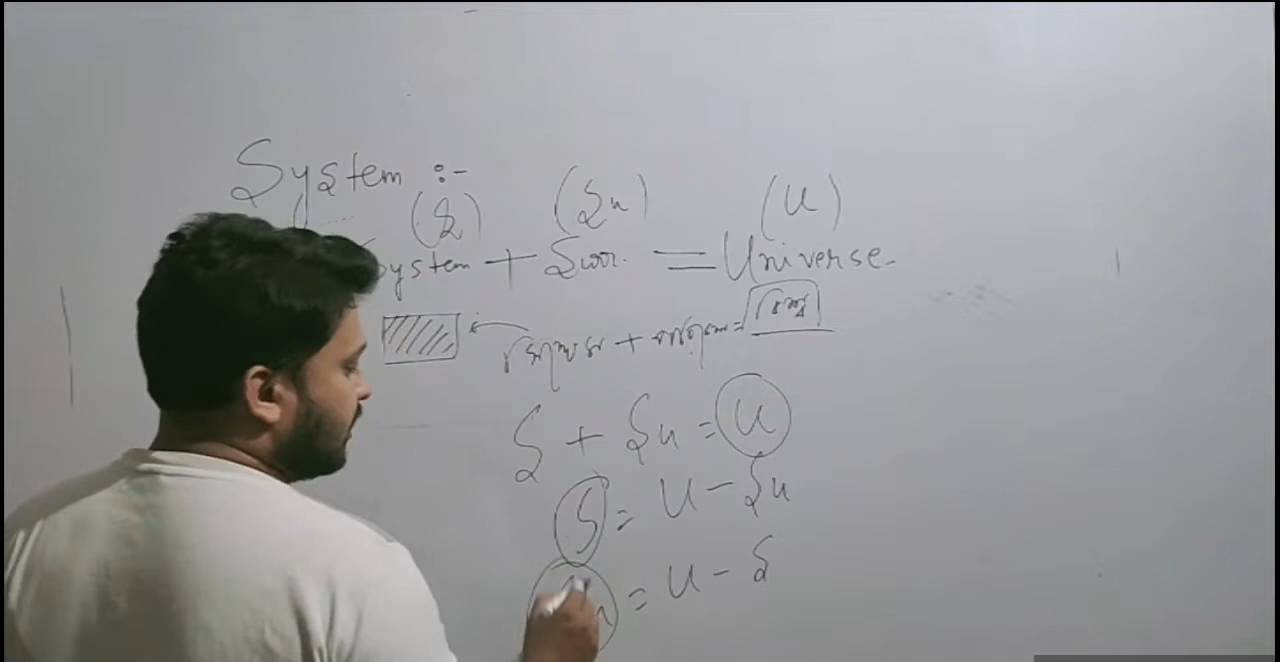 System :-
(S) (Su) (U)
System + Surr. = Universe.
সিস্টেম + = বিশ্ব
S + Su = U
S = U - Su
= U - S